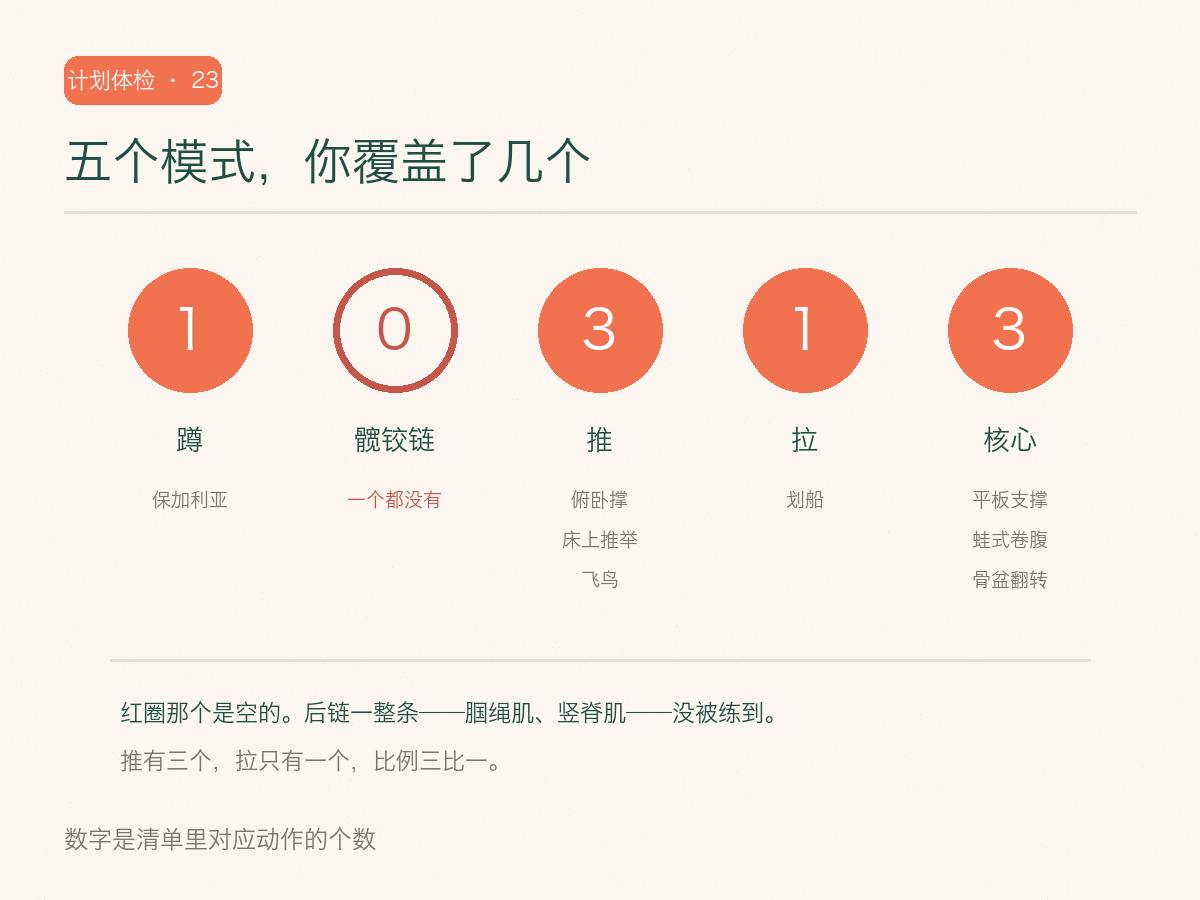 计划体检 · 23
五个模式，你覆盖了几个
1 0 3 1 3
蹲 髋铰链 推 拉 核心
保加利亚 一个都没有 俯卧撑 划船 平板支撑
床上推举 蛙式卷腹
飞鸟 骨盆翻转
红圈那个是空的。后链一整条——腘绳肌、竖脊肌——没被练到。
推有三个，拉只有一个，比例三比一。
数字是清单里对应动作的个数